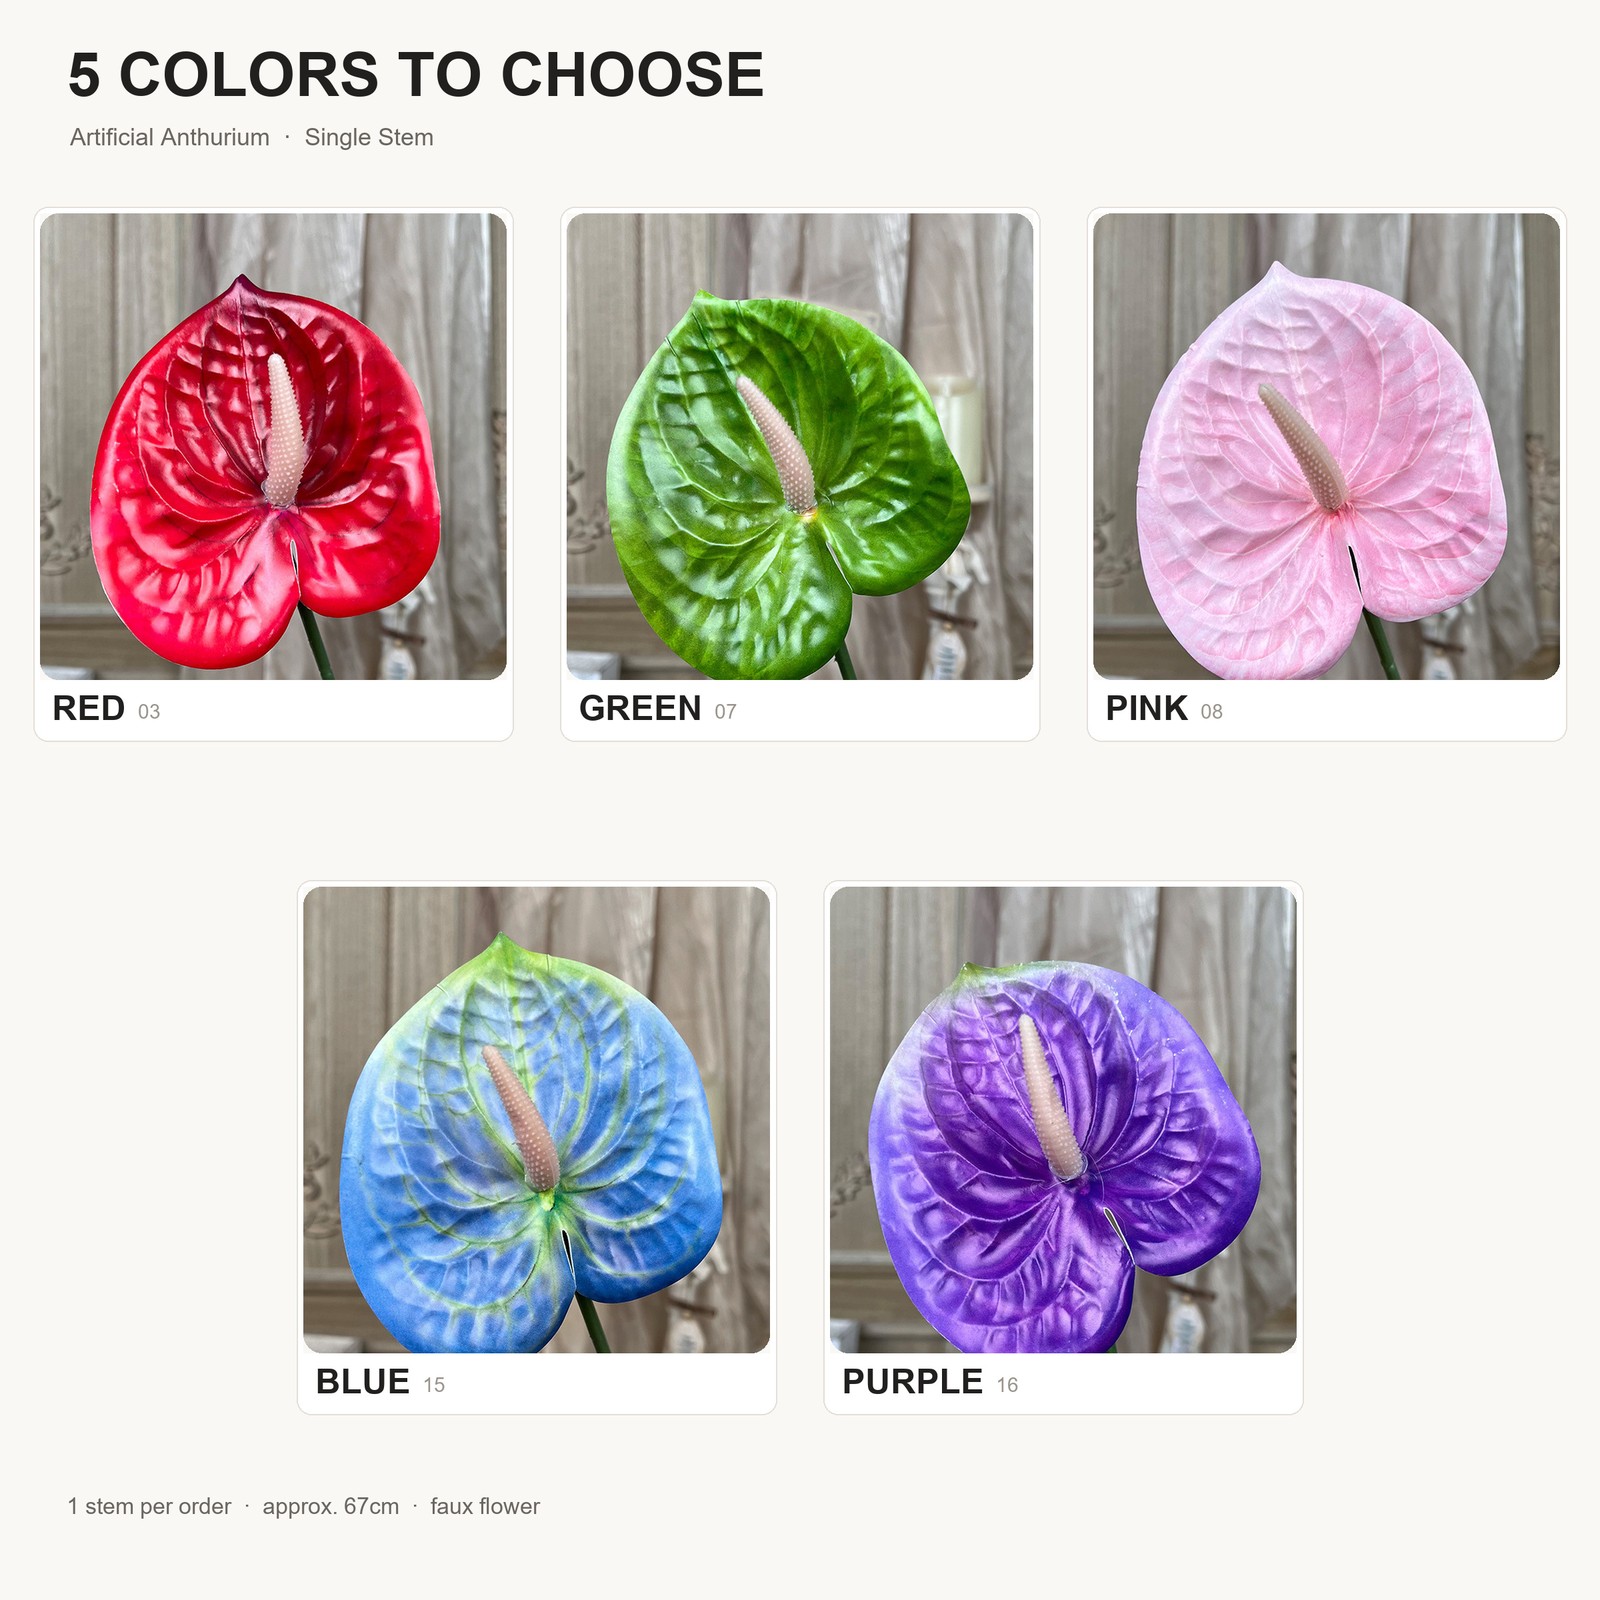 5 COLORS TO CHOOSE
Artificial Anthurium · Single Stem
RED 03
GREEN 07
PINK 08
BLUE 15
PURPLE 16
1 stem per order · approx. 67cm · faux flower